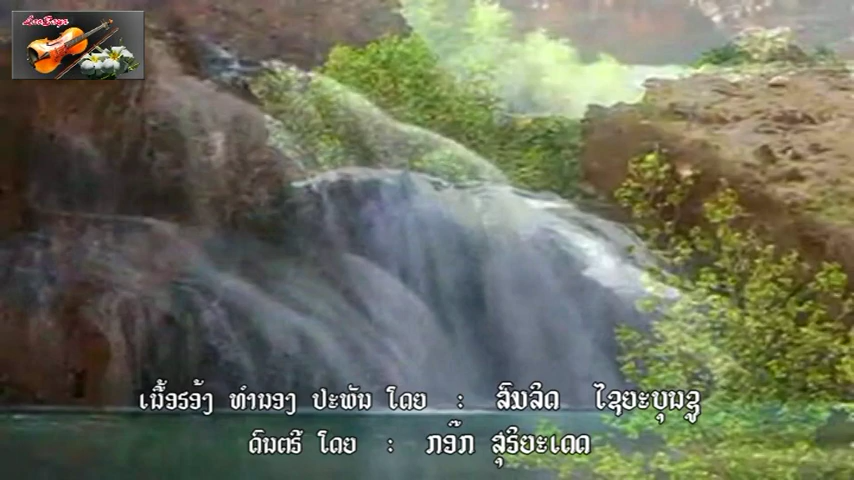 LaoBoys
ເນື້ອຮອ້ງ ທຳນອງ ປະພັນ ໂດຍ : ສົມລິດ ໄຊຍະບຸນຊູ
ດົນຕຣີ ໂດຍ : ກອ໊ກ ສຸຣິຍະເດດ